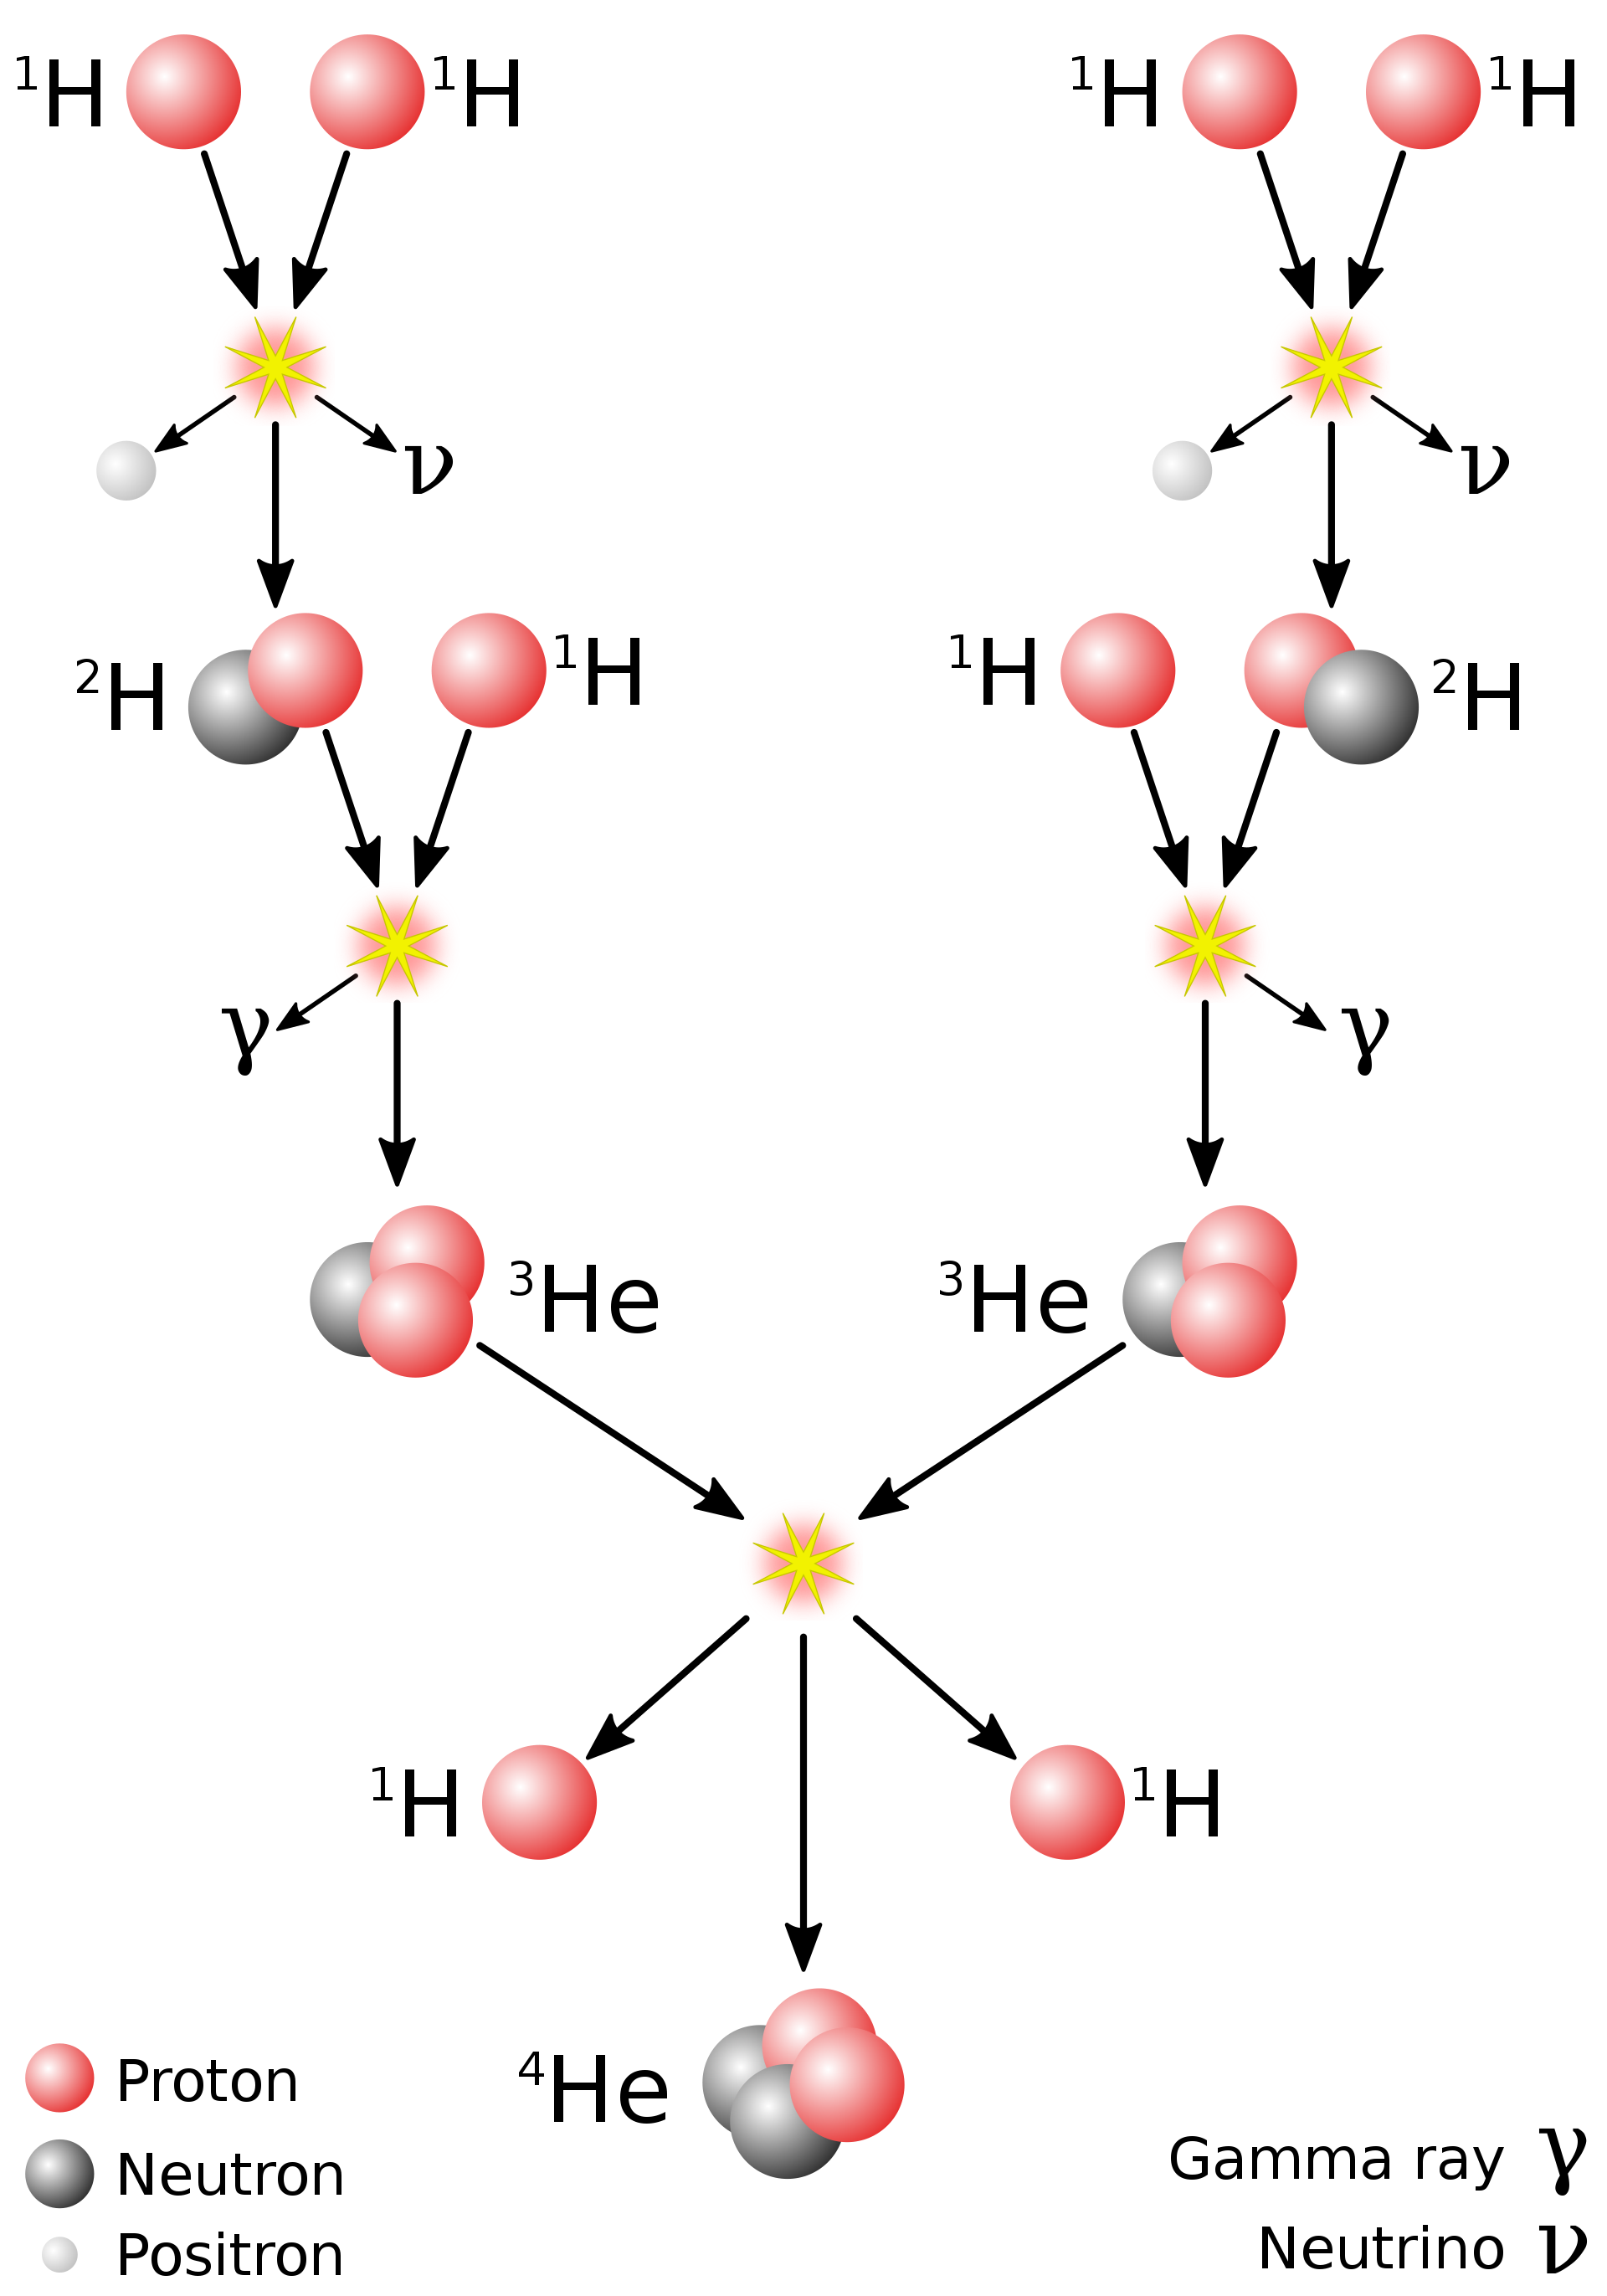 ¹H ¹H ¹H ¹H
ν ν
²H ¹H ¹H ²H
γ γ
³He ³He
¹H ¹H
⁴He
Proton
Neutron
Positron
Gamma ray γ
Neutrino ν